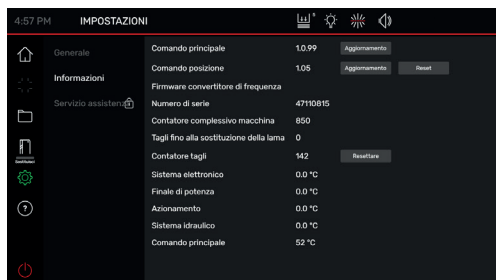 4:57 PM IMPOSTAZIONI
Generale
Informazioni
Servizio assistenza
Sostituisci
Comando principale 1.0.99 Aggiornamento
Comando posizione 1.05 Aggiornamento Reset
Firmware convertitore di frequenza
Numero di serie 47110815
Contatore complessivo macchina 850
Tagli fino alla sostituzione della lama 0
Contatore tagli 142 Resettare
Sistema elettronico 0.0 °C
Finale di potenza 0.0 °C
Azionamento 0.0 °C
Sistema idraulico 0.0 °C
Comando principale 52 °C